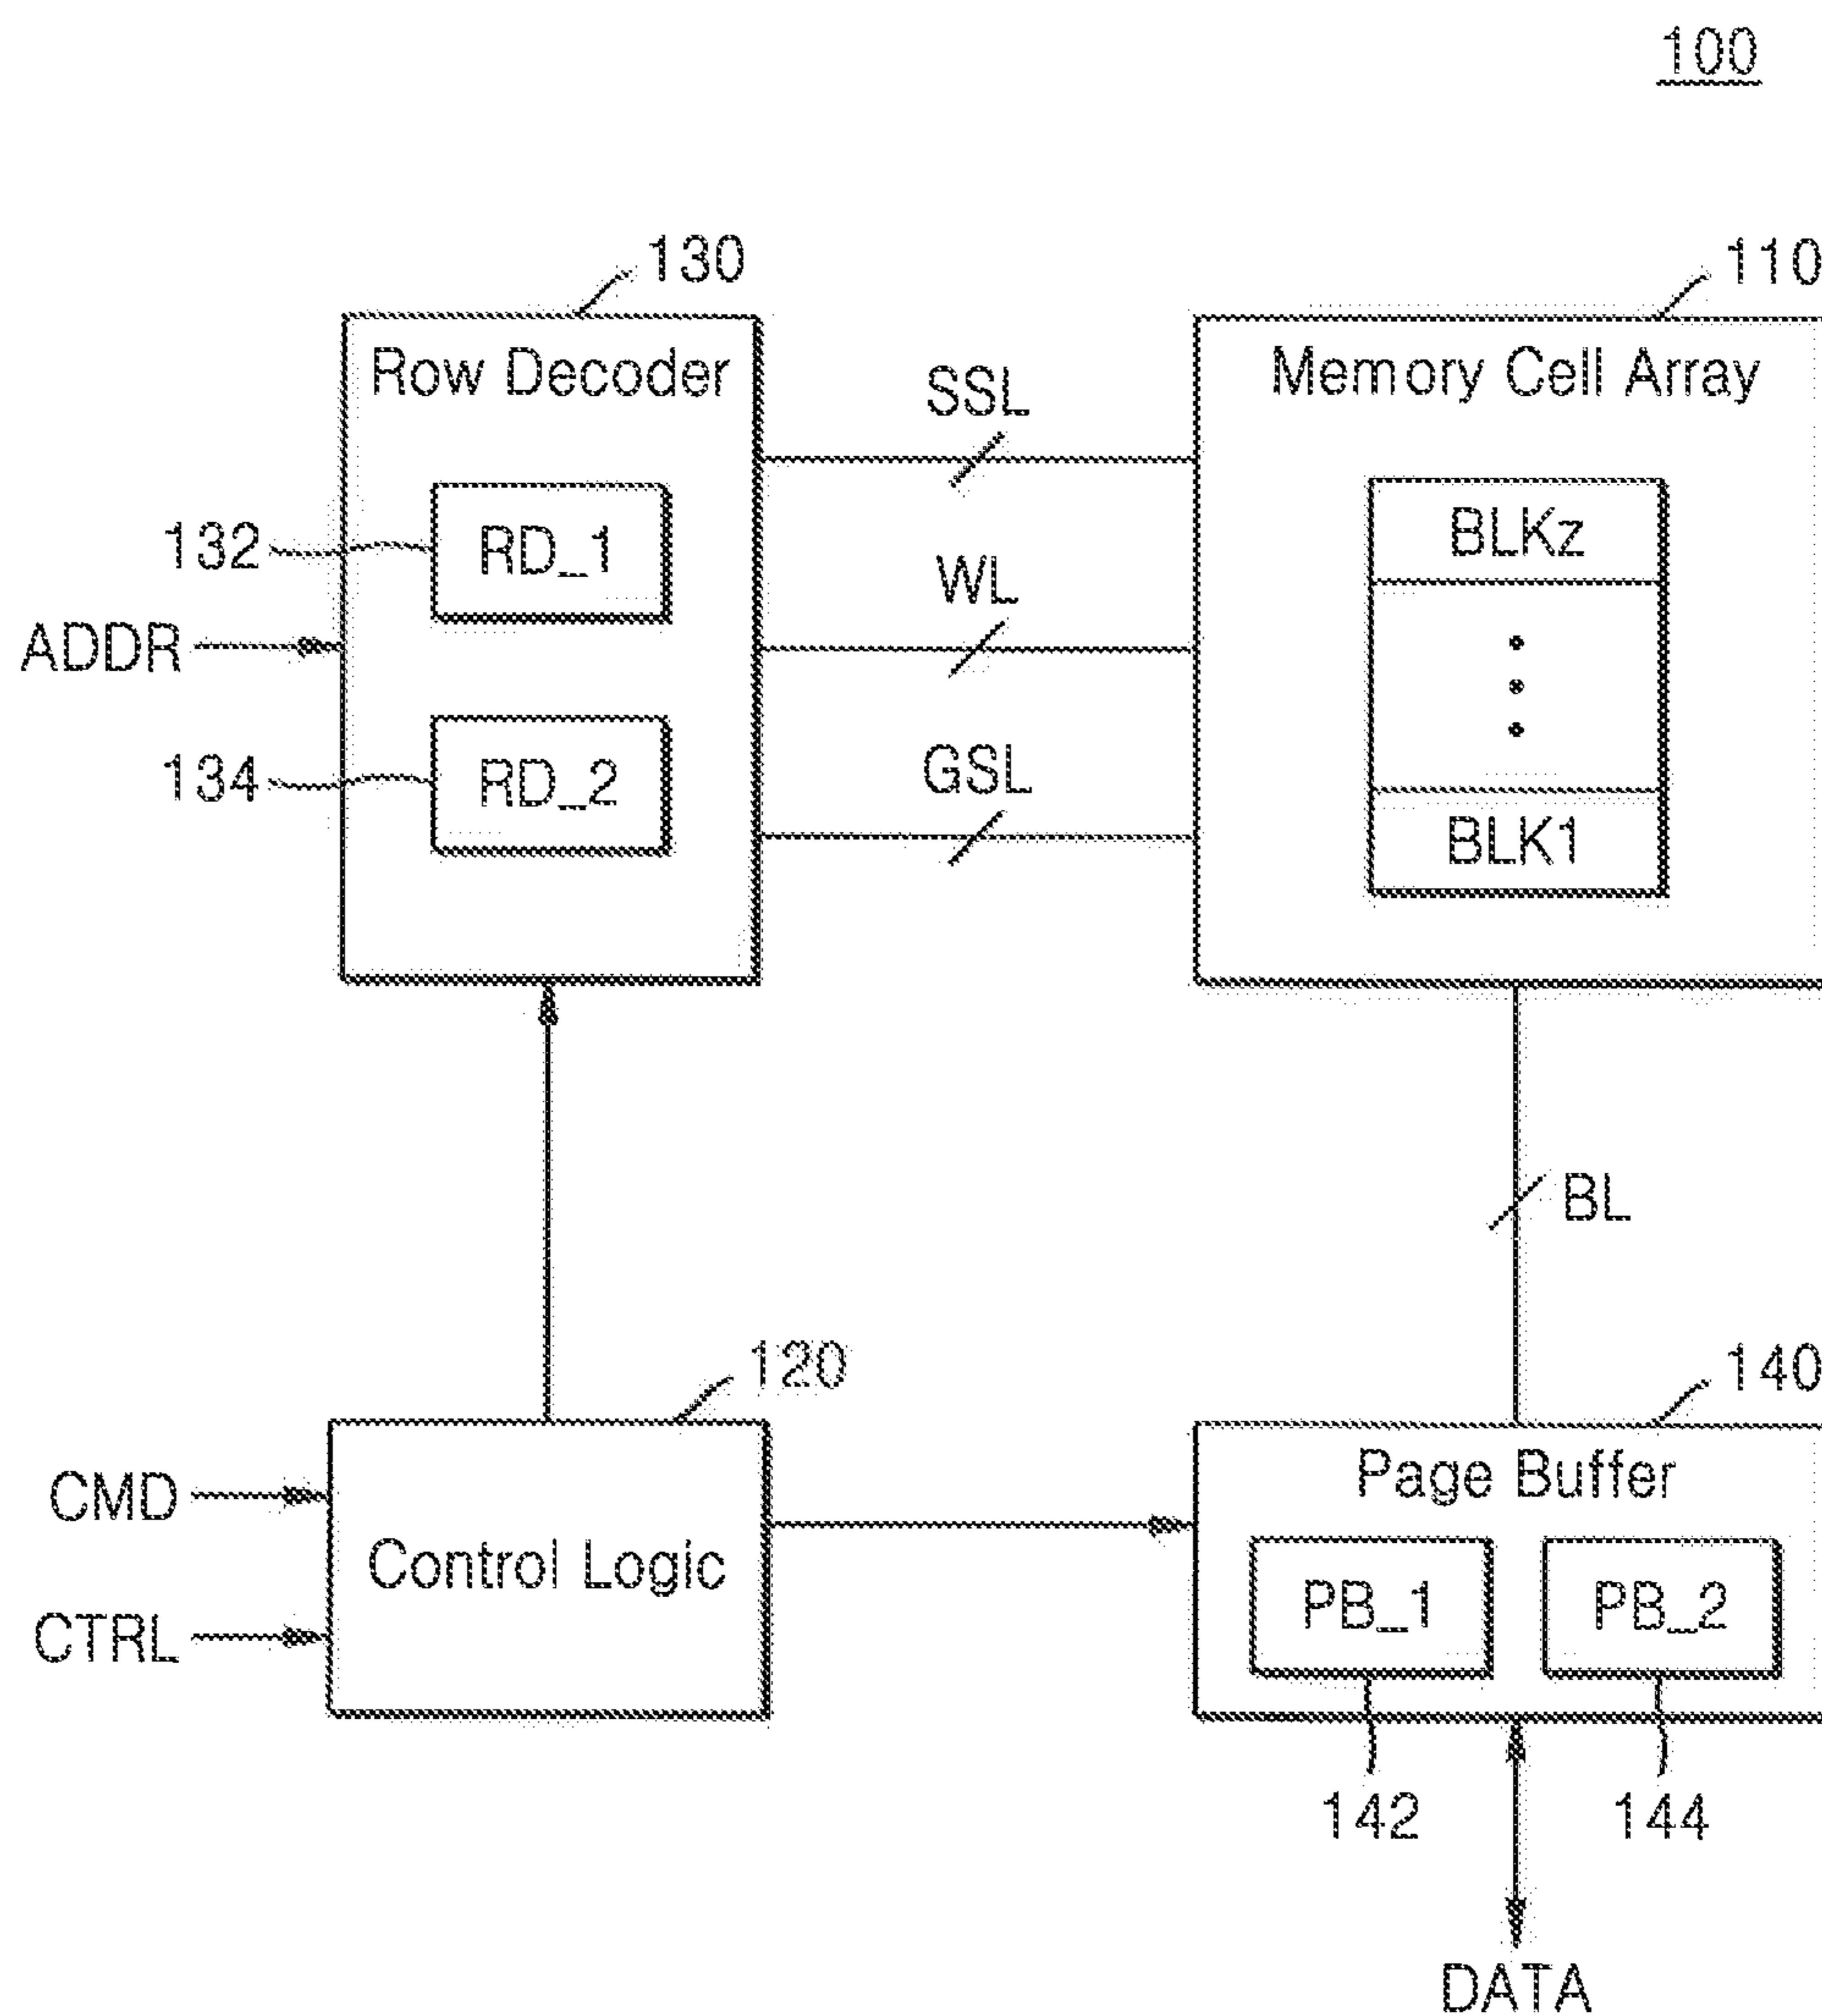 100
130
110
Row Decoder
Memory Cell Array
SSL
RD_1
BLKz
132
WL
ADDR
RD_2
134
GSL
BLK1
BL
120
140
CMD
Page Buffer
Control Logic
PB_1
PB_2
CTRL
142
144
DATA